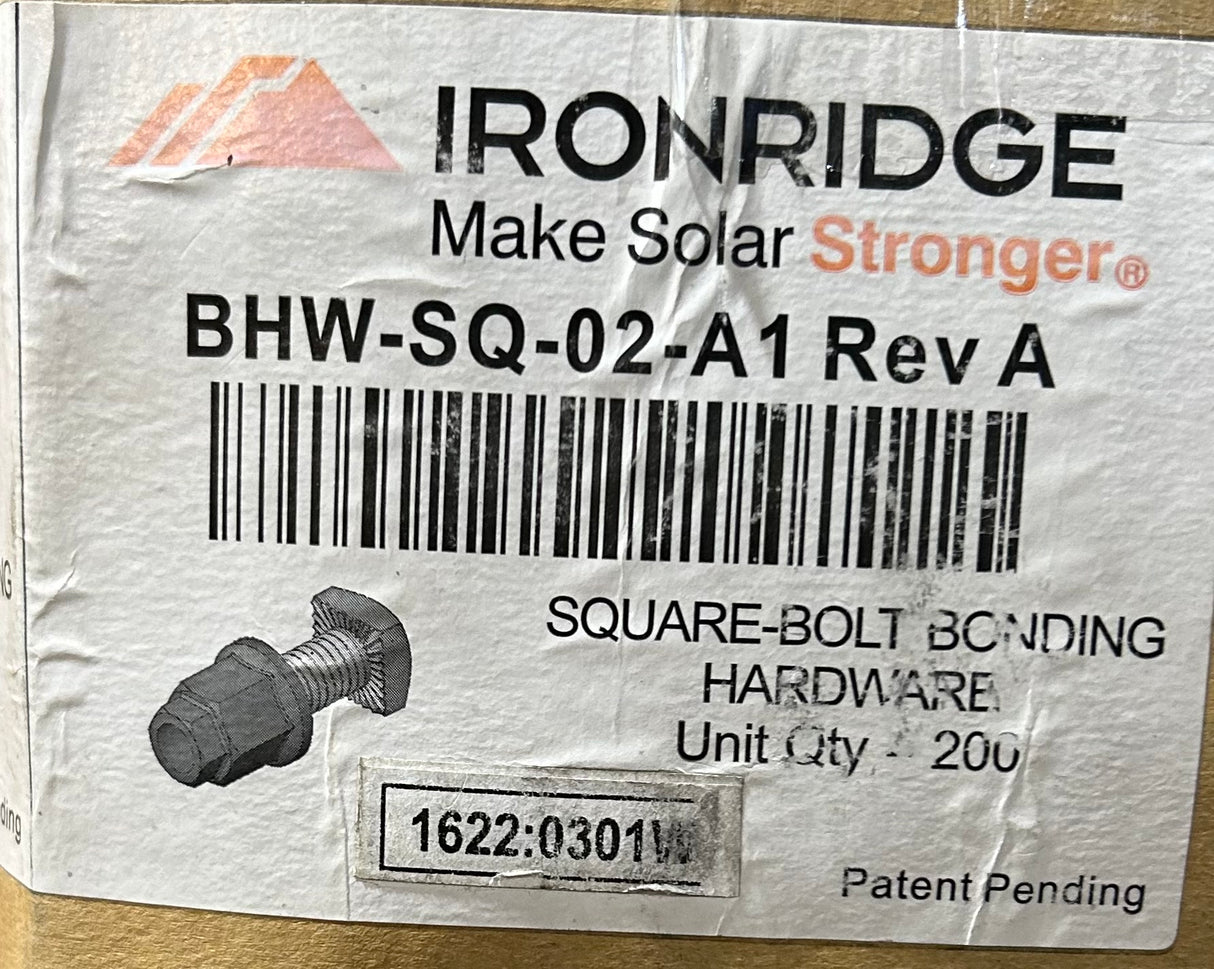 IRONRIDGE
Make Solar Stronger®
BHW-SQ-02-A1 Rev A
SQUARE-BOLT BONDING
HARDWARE
Unit Qty - 200
1622:0301W
Patent Pending